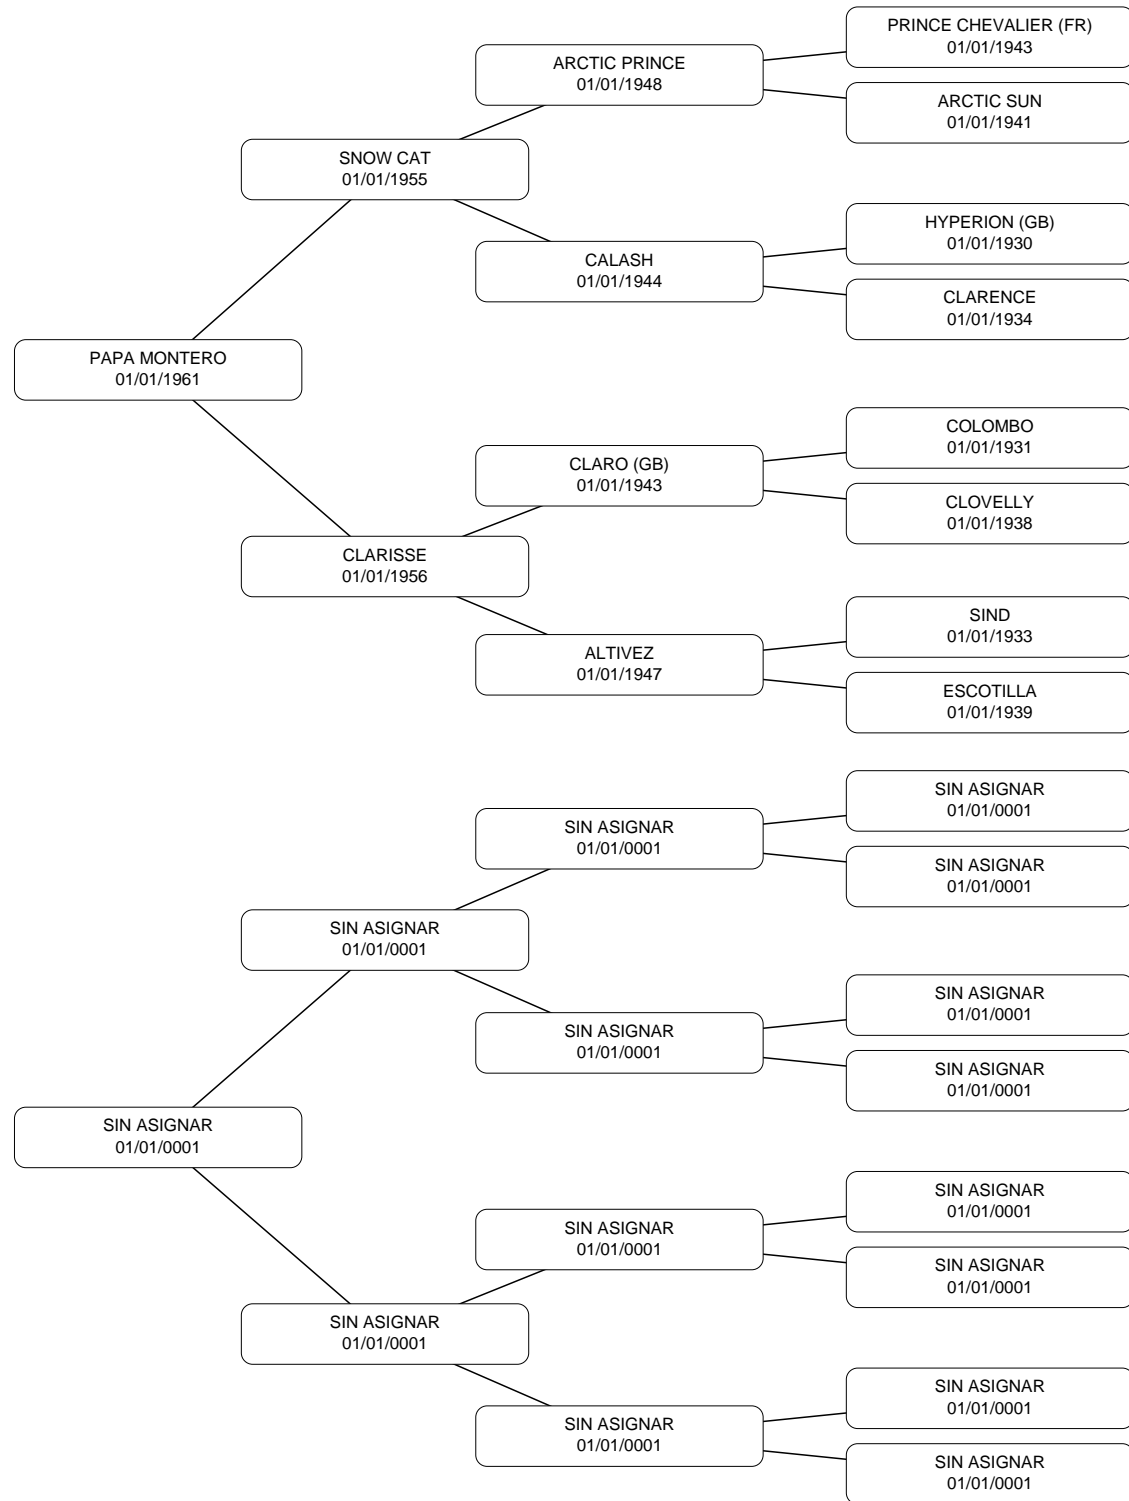 PRINCE CHEVALIER (FR)
01/01/1943
ARCTIC PRINCE
01/01/1948
ARCTIC SUN
01/01/1941
SNOW CAT
01/01/1955
HYPERION (GB)
01/01/1930
CALASH
01/01/1944
CLARENCE
01/01/1934
PAPA MONTERO
01/01/1961
COLOMBO
01/01/1931
CLARO (GB)
01/01/1943
CLOVELLY
01/01/1938
CLARISSE
01/01/1956
SIND
01/01/1933
ALTIVEZ
01/01/1947
ESCOTILLA
01/01/1939
SIN ASIGNAR
01/01/0001
SIN ASIGNAR
01/01/0001
SIN ASIGNAR
01/01/0001
SIN ASIGNAR
01/01/0001
SIN ASIGNAR
01/01/0001
SIN ASIGNAR
01/01/0001
SIN ASIGNAR
01/01/0001
SIN ASIGNAR
01/01/0001
SIN ASIGNAR
01/01/0001
SIN ASIGNAR
01/01/0001
SIN ASIGNAR
01/01/0001
SIN ASIGNAR
01/01/0001
SIN ASIGNAR
01/01/0001
SIN ASIGNAR
01/01/0001
SIN ASIGNAR
01/01/0001